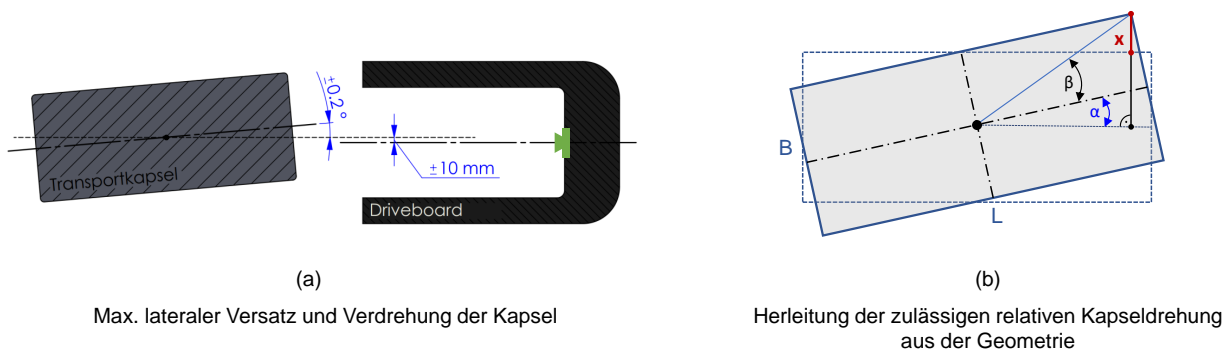 ±0.2°
±10 mm
Transportkapsel
Driveboard
(a)
Max. lateraler Versatz und Verdrehung der Kapsel
x
β
α
B
L
(b)
Herleitung der zulässigen relativen Kapseldrehung
aus der Geometrie